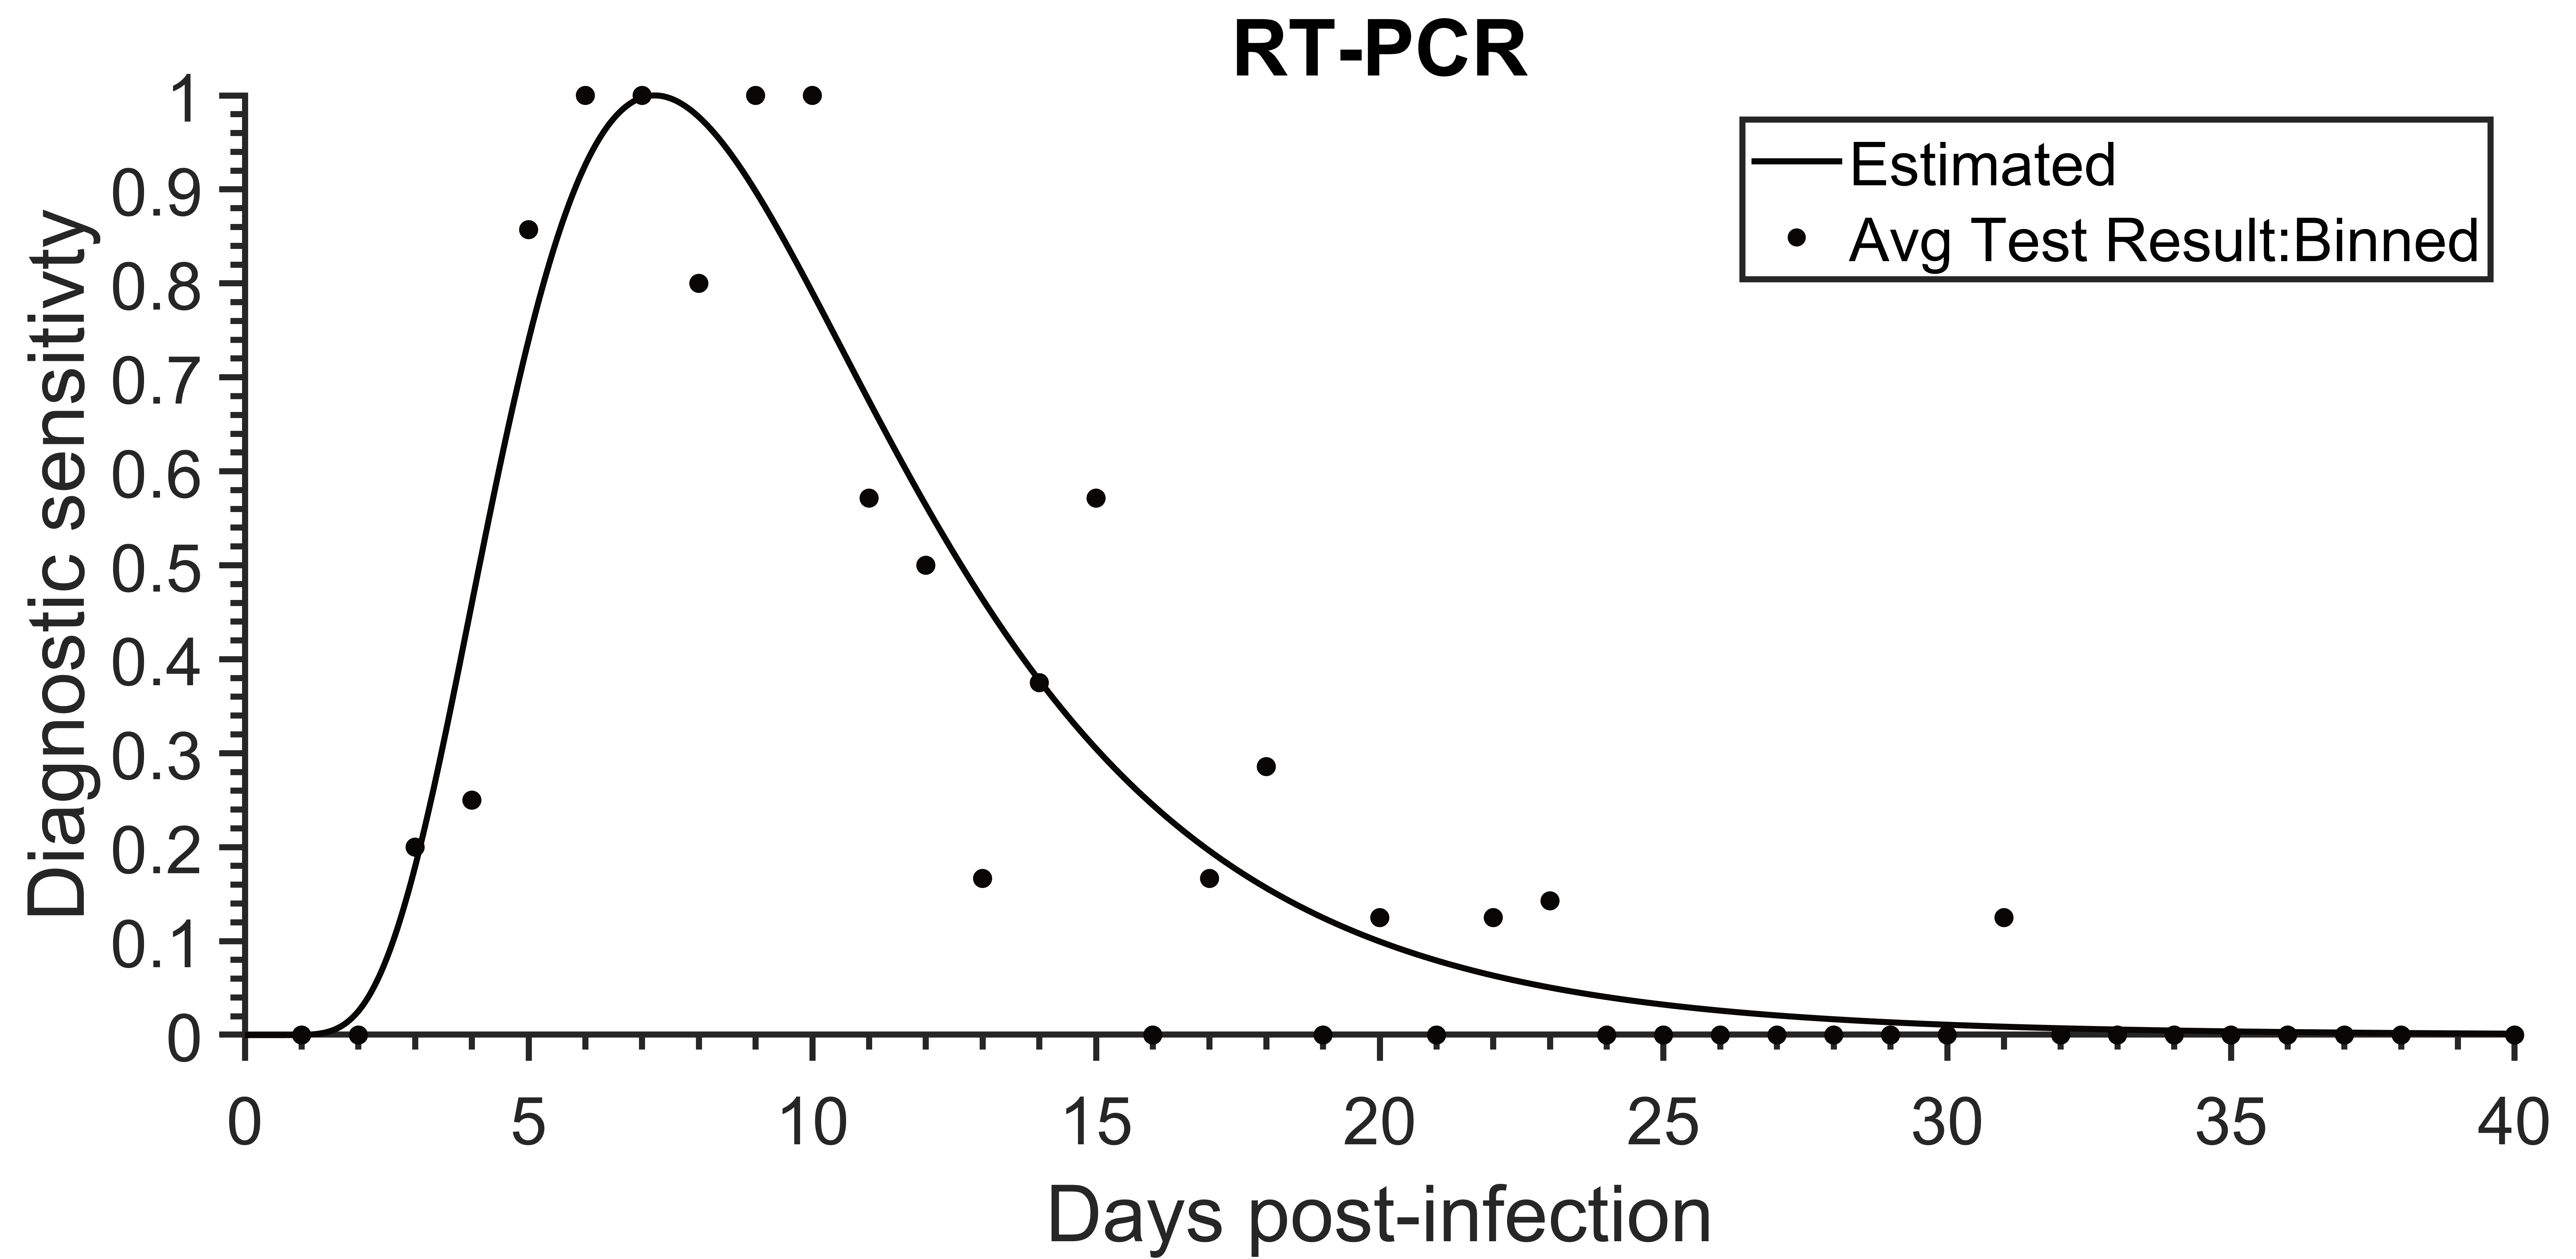 RT-PCR
Diagnostic sensitivty
1
0.9
0.8
0.7
0.6
0.5
0.4
0.3
0.2
0.1
0
Estimated
Avg Test Result:Binned
0 5 10 15 20 25 30 35 40
Days post-infection